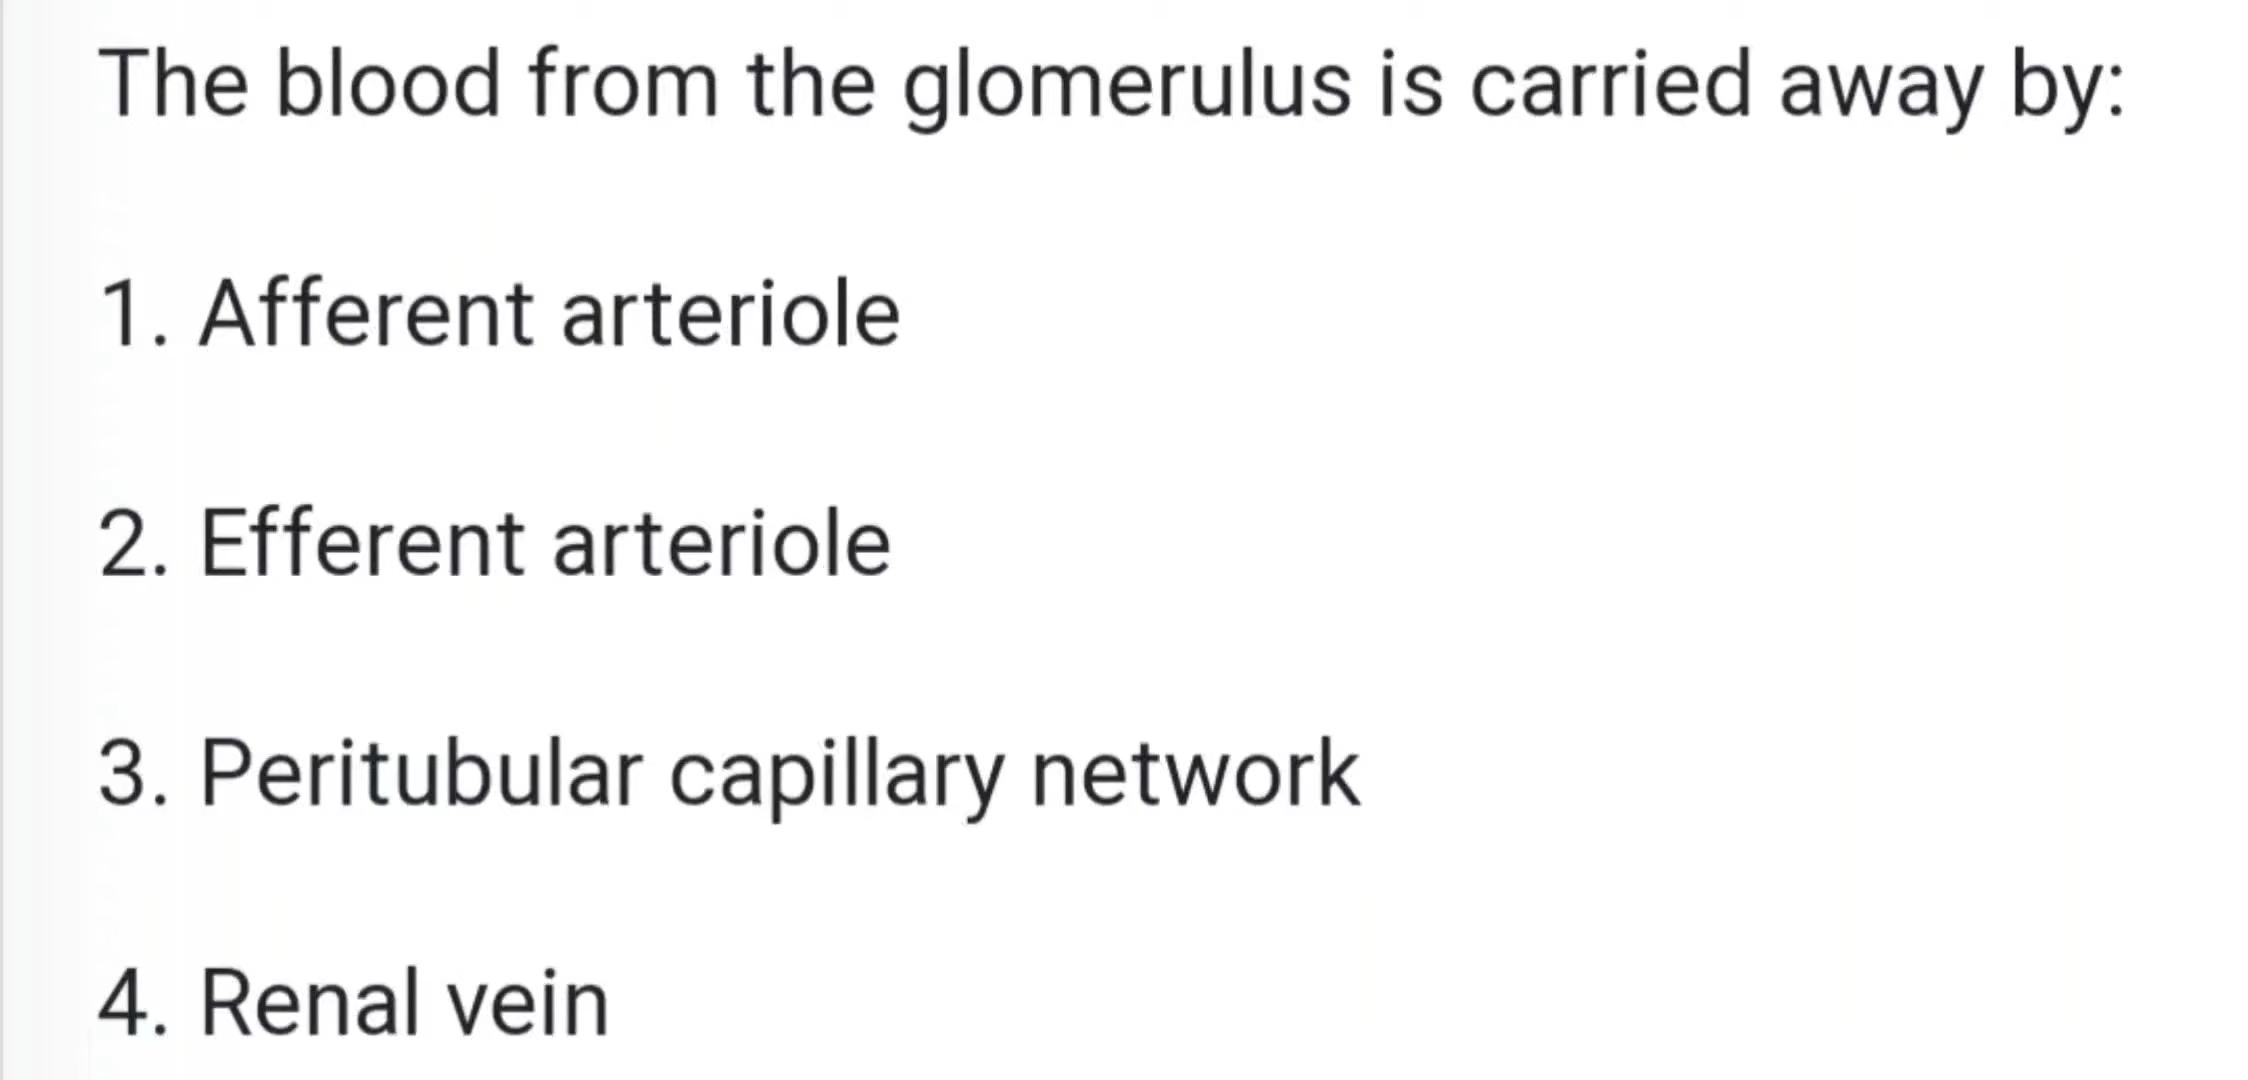 The blood from the glomerulus is carried away by:
1. Afferent arteriole
2. Efferent arteriole
3. Peritubular capillary network
4. Renal vein